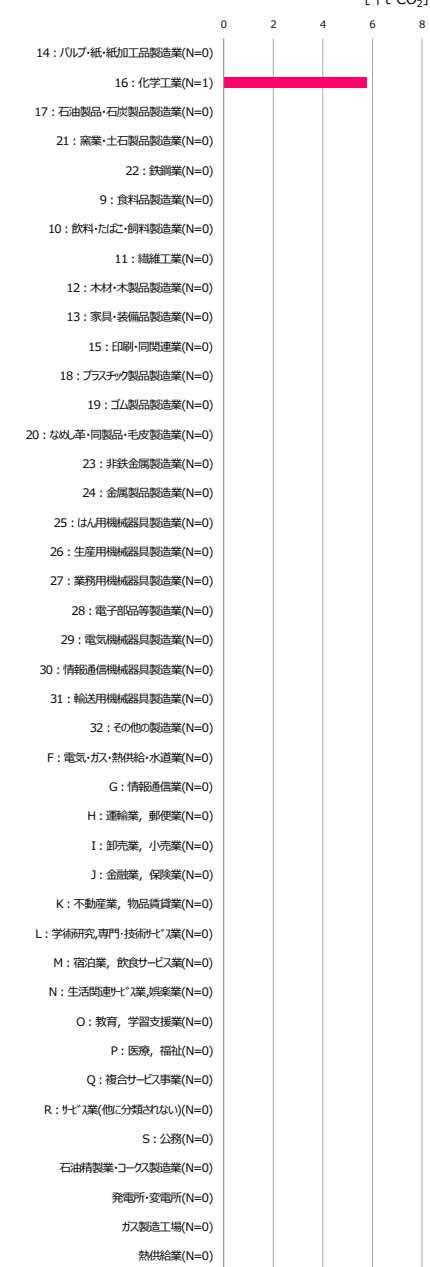 CO₂]
0 2 4 6 8
14 : パルプ・紙・紙加工品製造業(N=0)
16 : 化学工業(N=1)
17 : 石油製品・石炭製品製造業(N=0)
21 : 窯業・土石製品製造業(N=0)
22 : 鉄鋼業(N=0)
9 : 食料品製造業(N=0)
10 : 飲料・たばこ・飼料製造業(N=0)
11 : 繊維工業(N=0)
12 : 木材・木製品製造業(N=0)
13 : 家具・装備品製造業(N=0)
15 : 印刷・同関連業(N=0)
18 : プラスチック製品製造業(N=0)
19 : ゴム製品製造業(N=0)
20 : なめし革・同製品・毛皮製造業(N=0)
23 : 非鉄金属製造業(N=0)
24 : 金属製品製造業(N=0)
25 : はん用機械器具製造業(N=0)
26 : 生産用機械器具製造業(N=0)
27 : 業務用機械器具製造業(N=0)
28 : 電子部品等製造業(N=0)
29 : 電気機械器具製造業(N=0)
30 : 情報通信機械器具製造業(N=0)
31 : 輸送用機械器具製造業(N=0)
32 : その他の製造業(N=0)
F : 電気・ガス・熱供給・水道業(N=0)
G : 情報通信業(N=0)
H : 運輸業，郵便業(N=0)
I : 卸売業，小売業(N=0)
J : 金融業，保険業(N=0)
K : 不動産業，物品賃貸業(N=0)
L : 学術研究,専門・技術ｻｰﾋﾞｽ業(N=0)
M : 宿泊業，飲食サービス業(N=0)
N : 生活関連ｻｰﾋﾞｽ業,娯楽業(N=0)
O : 教育，学習支援業(N=0)
P : 医療，福祉(N=0)
Q : 複合サービス事業(N=0)
R : ｻｰﾋﾞｽ業(他に分類されない)(N=0)
S : 公務(N=0)
石油精製業・コークス製造業(N=0)
発電所・変電所(N=0)
ガス製造工場(N=0)
熱供給業(N=0)